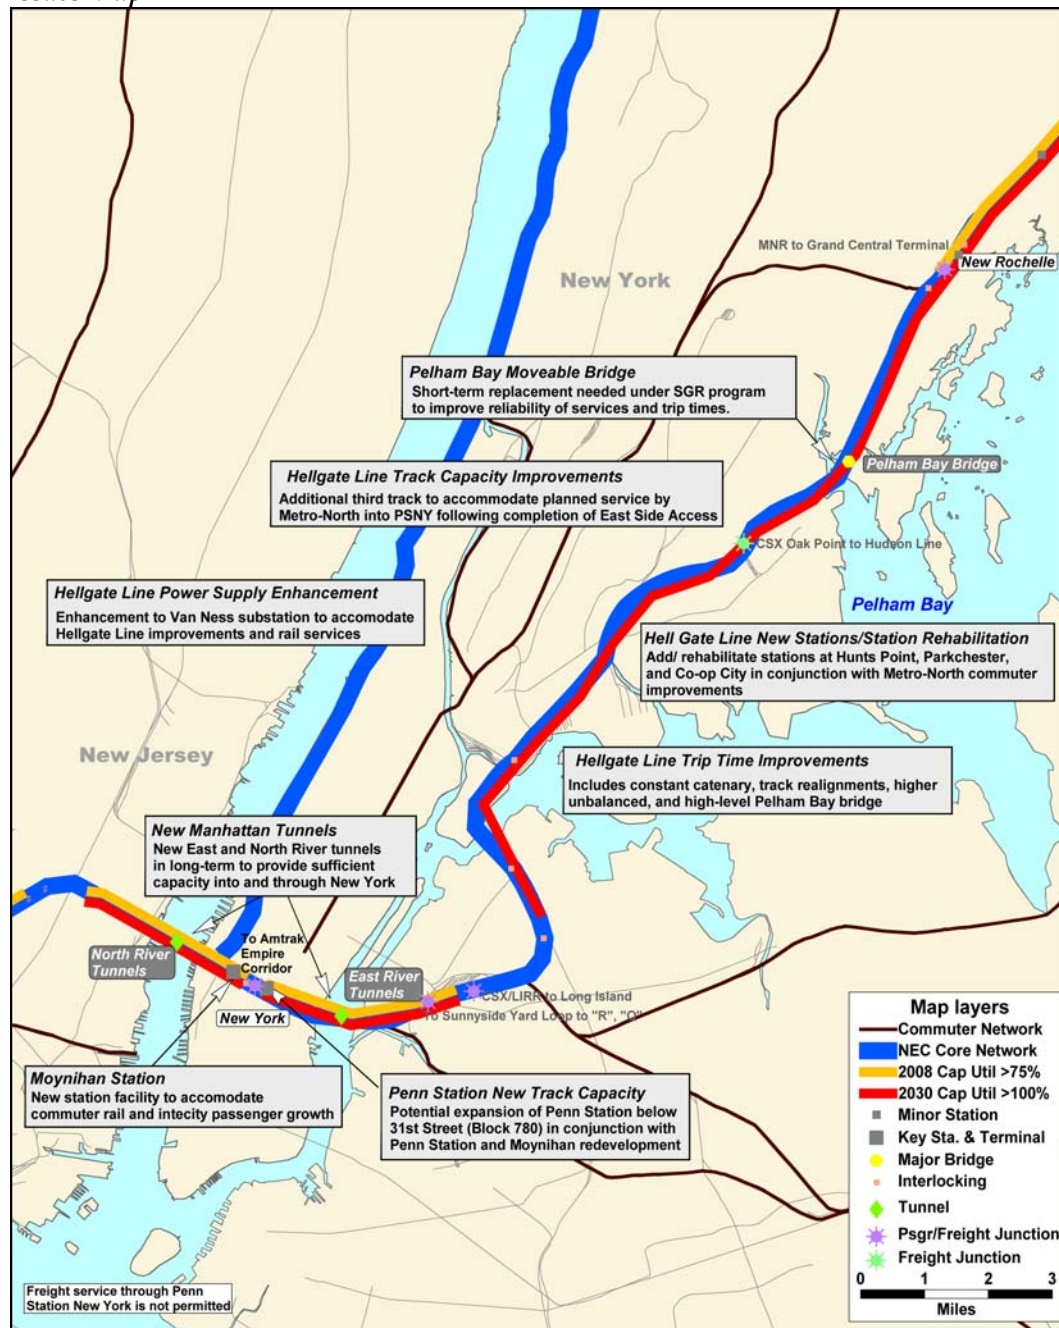 MNR to Grand Central Terminal
New Rochelle
New York
Pelham Bay Moveable Bridge
Short-term replacement needed under SGR program
to improve reliability of services and trip times.
Pelham Bay Bridge
Hellgate Line Track Capacity Improvements
Additional third track to accommodate planned service by
Metro-North into PSNY following completion of East Side Access
CSX Oak Point to Hudson Line
Hellgate Line Power Supply Enhancement
Enhancement to Van Ness substation to accomodate
Hellgate Line improvements and rail services
Pelham Bay
Hell Gate Line New Stations/Station Rehabilitation
Add/ rehabilitate stations at Hunts Point, Parkchester,
and Co-op City in conjunction with Metro-North commuter
improvements
New Jersey
Hellgate Line Trip Time Improvements
Includes constant catenary, track realignments, higher
unbalanced, and high-level Pelham Bay bridge
New Manhattan Tunnels
New East and North River tunnels
in long-term to provide sufficient
capacity into and through New York
North River
Tunnels
To Amtrak
Empire
Corridor
East River
Tunnels
CSX/LIRR to Long Island
To Sunnyside Yard Loop to "R", "Q"
New York
Moynihan Station
New station facility to accomodate
commuter rail and intecity passenger growth
Penn Station New Track Capacity
Potential expansion of Penn Station below
31st Street (Block 780) in conjunction with
Penn Station and Moynihan redevelopment
Map layers
Commuter Network
NEC Core Network
2008 Cap Util >75%
2030 Cap Util >100%
Minor Station
Key Sta. & Terminal
Major Bridge
Interlocking
Tunnel
Psgr/Freight Junction
Freight Junction
0 1 2 3
Miles
Freight service through Penn
Station New York is not permitted